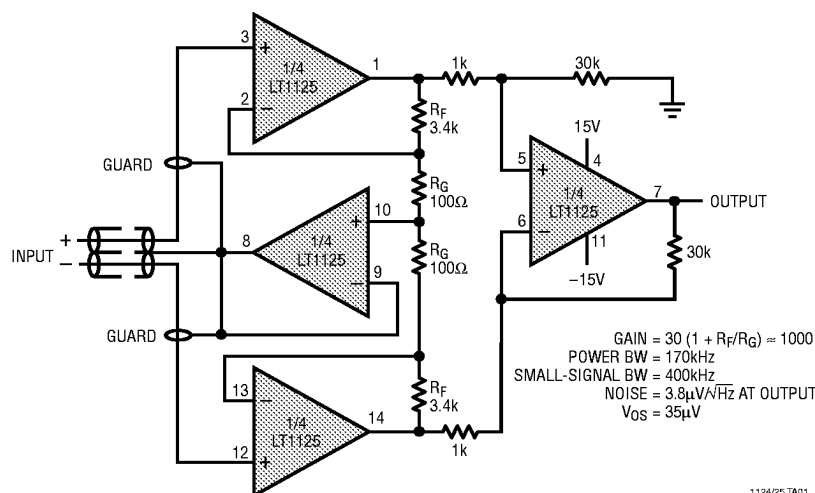 3
+
1/4
LT1125
2
−
1
1k
30k
R_F
3.4k
15V
GUARD
R_G
100Ω
5
+
4
1/4
LT1125
7
OUTPUT
6
−
11
−15V
30k
10
+
1/4
LT1125
8
9
−
R_G
100Ω
INPUT
+
−
GUARD
13
−
1/4
LT1125
12
+
14
R_F
3.4k
1k
GAIN = 30 (1 + R_F/R_G) ≈ 1000
POWER BW = 170kHz
SMALL-SIGNAL BW = 400kHz
NOISE = 3.8µV/√Hz AT OUTPUT
V_OS = 35µV
1124/25 TA01